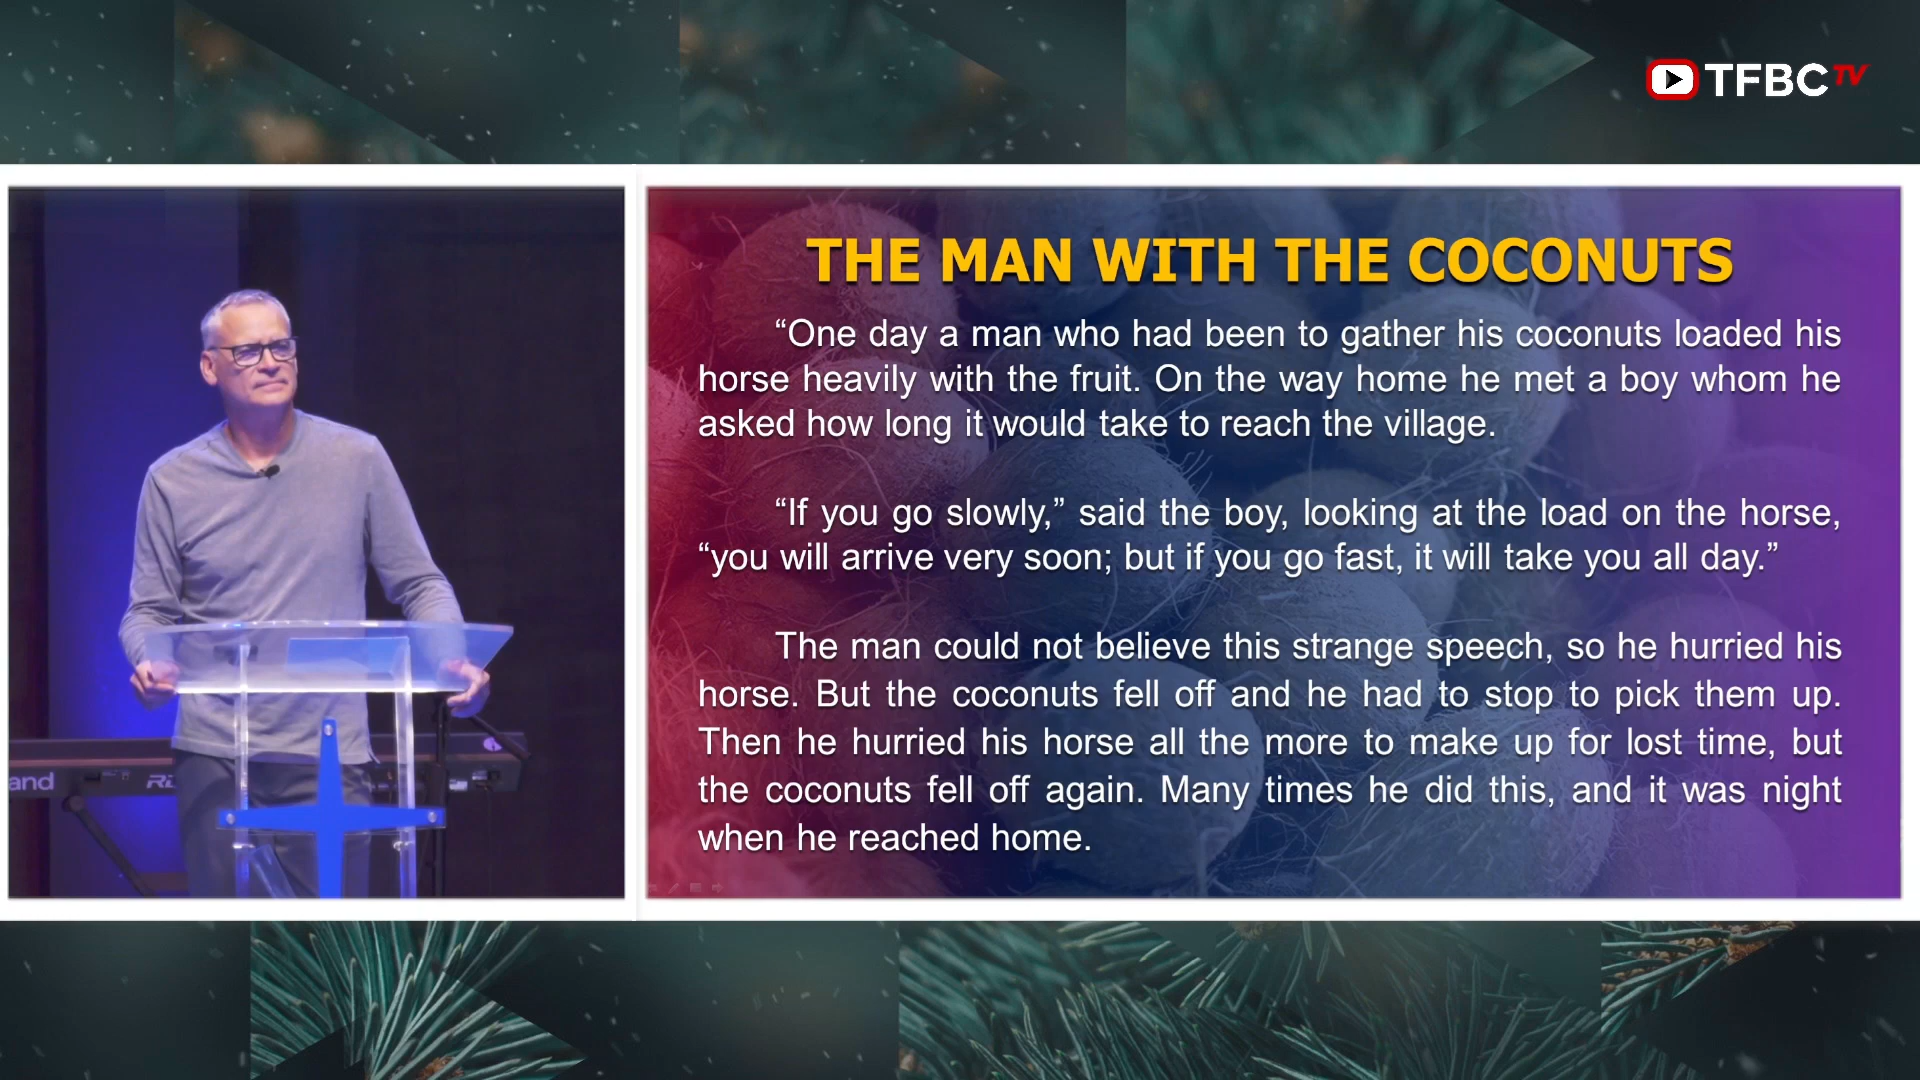 TFBC TV
THE MAN WITH THE COCONUTS
“One day a man who had been to gather his coconuts loaded his
horse heavily with the fruit. On the way home he met a boy whom he
asked how long it would take to reach the village.
“If you go slowly,” said the boy, looking at the load on the horse,
“you will arrive very soon; but if you go fast, it will take you all day.”
The man could not believe this strange speech, so he hurried his
horse. But the coconuts fell off and he had to stop to pick them up.
Then he hurried his horse all the more to make up for lost time, but
the coconuts fell off again. Many times he did this, and it was night
when he reached home.
and